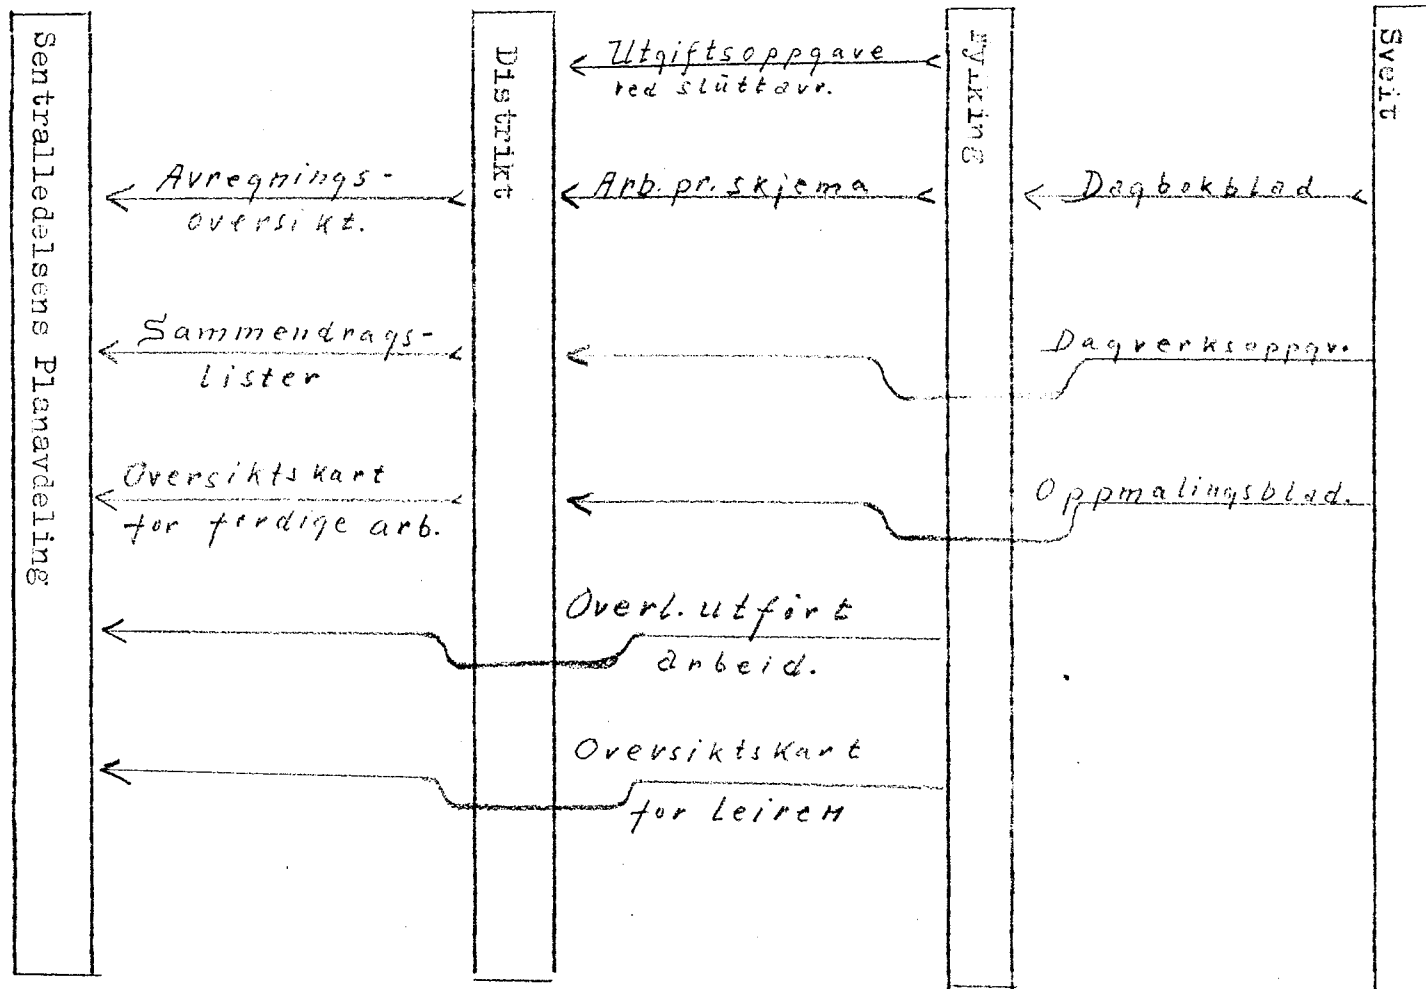 Sentralledelsens Planavdeling
Distrikt
Fylking
Sveit
Utgiftsoppgave
ved sluttavr.
Avregnings-
oversikt.
Arb.pr.skjema
Dagbokblad
Sammendrags-
lister
Dagverksoppgv.
Oversiktskart
for ferdige arb.
Oppmalingsblad.
Overl. utført
arbeid.
Oversiktskart
for leiren